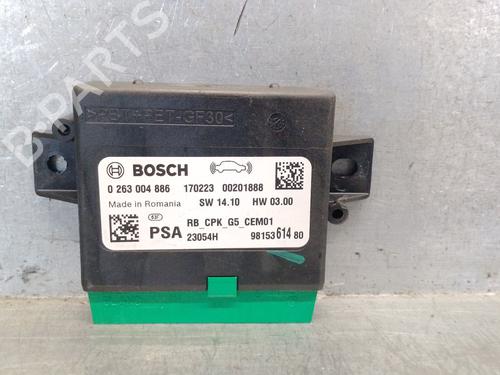 >PBT+PET-GF30<
BOSCH
0 263 004 886 170223 00201888
Made in Romania SW 14.10 HW 03.00
RB_CPK_G5_CEM01
PSA 23054H 98153614 80